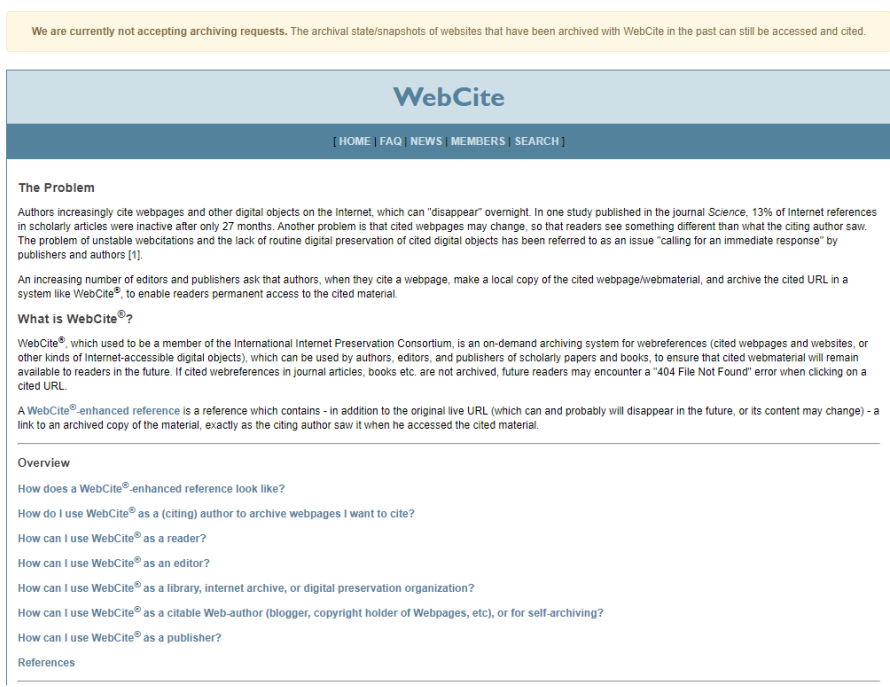 We are currently not accepting archiving requests. The archival state/snapshots of websites that have been archived with WebCite in the past can still be accessed and cited.
WebCite
[ HOME | FAQ | NEWS | MEMBERS | SEARCH ]
The Problem
Authors increasingly cite webpages and other digital objects on the Internet, which can "disappear" overnight. In one study published in the journal Science, 13% of Internet references
in scholarly articles were inactive after only 27 months. Another problem is that cited webpages may change, so that readers see something different than what the citing author saw.
The problem of unstable webcitations and the lack of routine digital preservation of cited digital objects has been referred to as an issue "calling for an immediate response" by
publishers and authors [1].
An increasing number of editors and publishers ask that authors, when they cite a webpage, make a local copy of the cited webpage/webmaterial, and archive the cited URL in a
system like WebCite®, to enable readers permanent access to the cited material.
What is WebCite®?
WebCite®, which used to be a member of the International Internet Preservation Consortium, is an on-demand archiving system for webreferences (cited webpages and websites, or
other kinds of Internet-accessible digital objects), which can be used by authors, editors, and publishers of scholarly papers and books, to ensure that cited webmaterial will remain
available to readers in the future. If cited webreferences in journal articles, books etc. are not archived, future readers may encounter a "404 File Not Found" error when clicking on a
cited URL.
A WebCite®-enhanced reference is a reference which contains - in addition to the original live URL (which can and probably will disappear in the future, or its content may change) - a
link to an archived copy of the material, exactly as the citing author saw it when he accessed the cited material.
Overview
How does a WebCite®-enhanced reference look like?
How do I use WebCite® as a (citing) author to archive webpages I want to cite?
How can I use WebCite® as a reader?
How can I use WebCite® as an editor?
How can I use WebCite® as a library, internet archive, or digital preservation organization?
How can I use WebCite® as a citable Web-author (blogger, copyright holder of Webpages, etc), or for self-archiving?
How can I use WebCite® as a publisher?
References